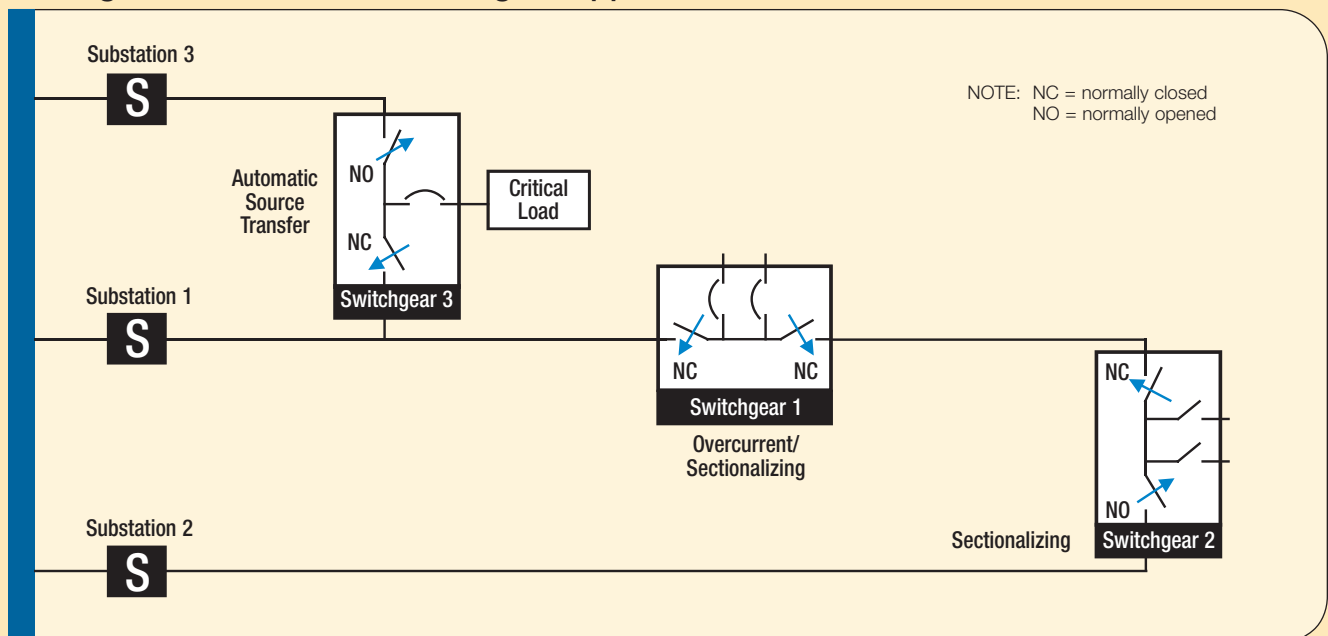 Substation 3
S
NOTE: NC = normally closed
NO = normally opened
NO
Automatic
Source
Transfer
Critical
Load
NC
Switchgear 3
Substation 1
S
NC
NC
Switchgear 1
Overcurrent/
Sectionalizing
NC
NO
Switchgear 2
Sectionalizing
Substation 2
S